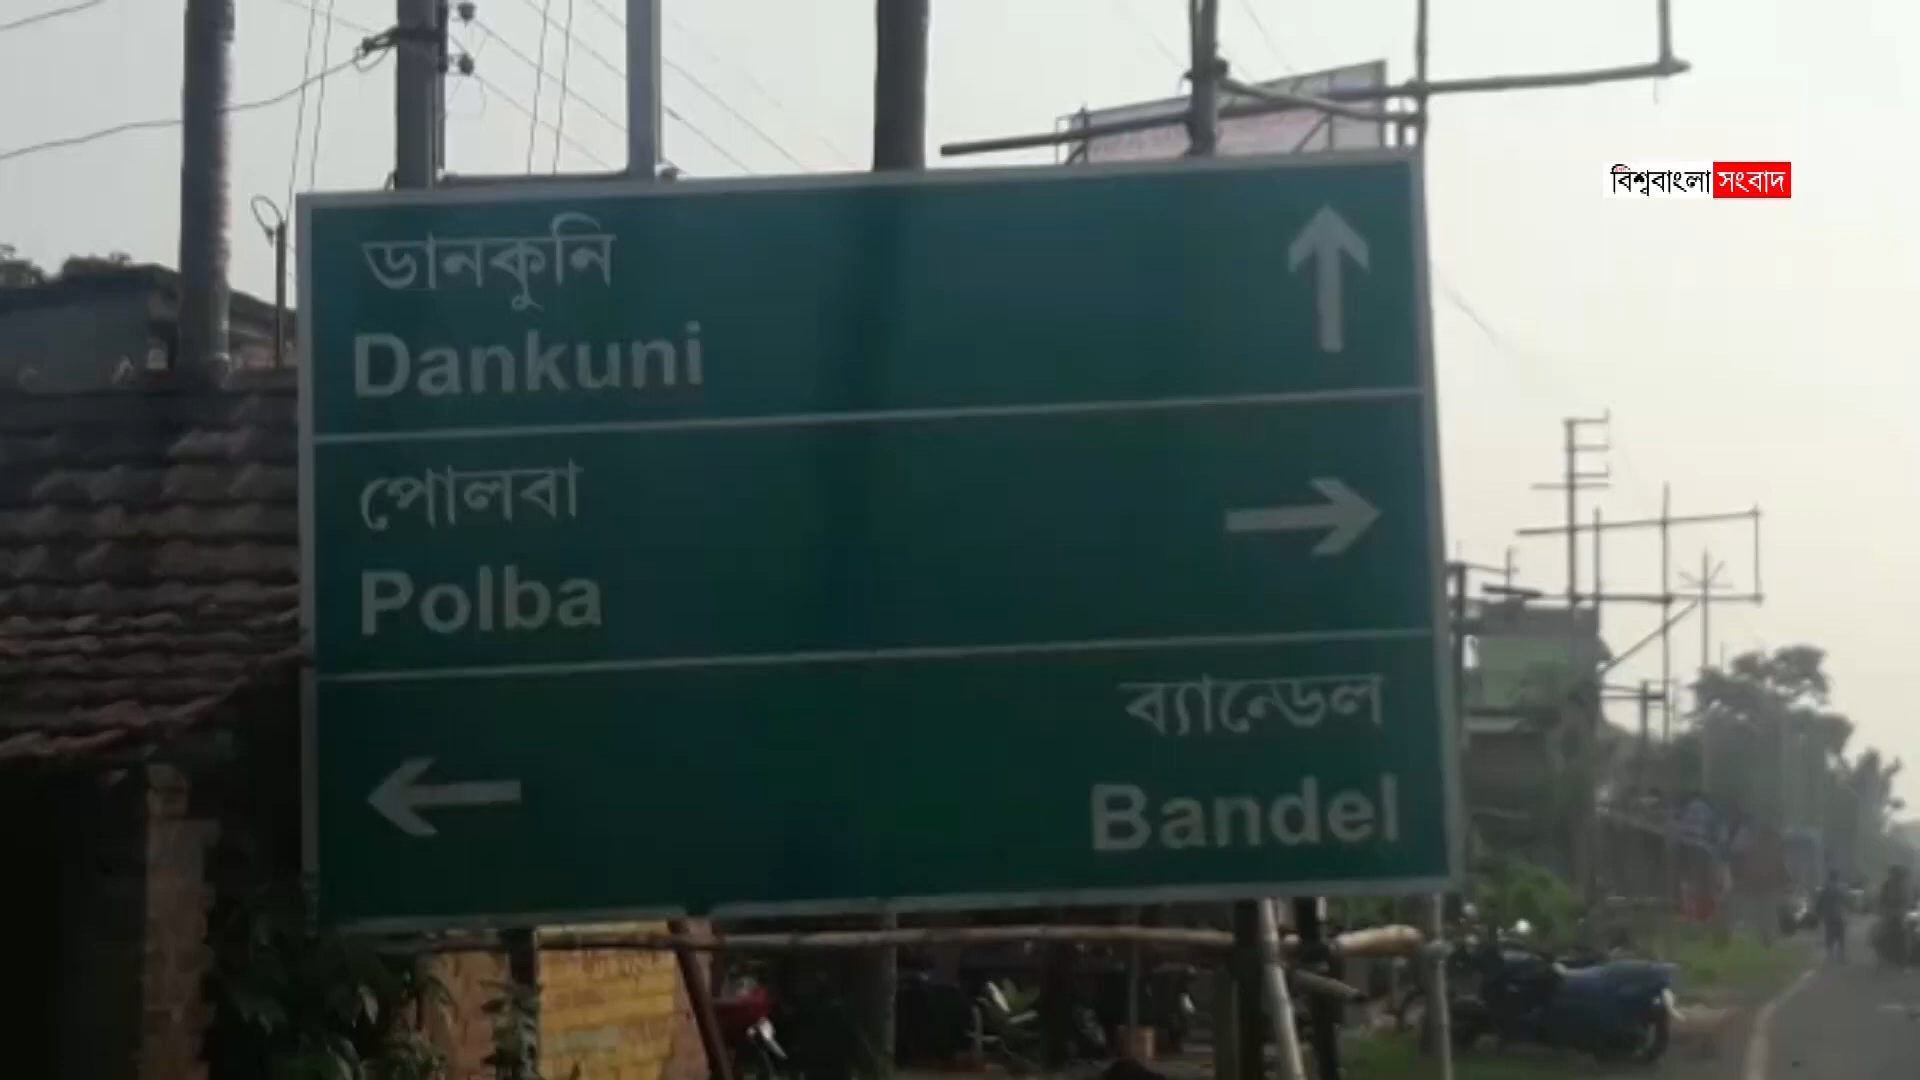 বিশ্ববাংলা সংবাদ
ডানকুনি
Dankuni
পোলবা
Polba
ব্যান্ডেল
Bandel